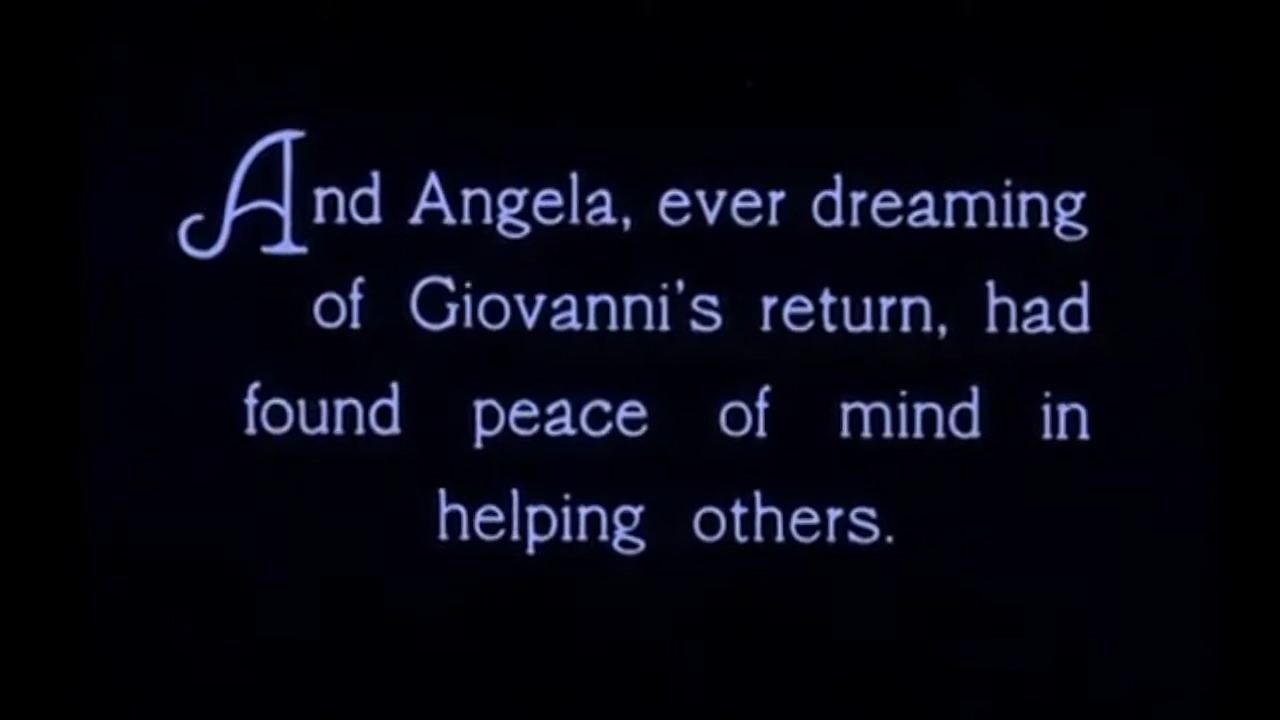 And Angela, ever dreaming
of Giovanni's return, had
found peace of mind in
helping others.